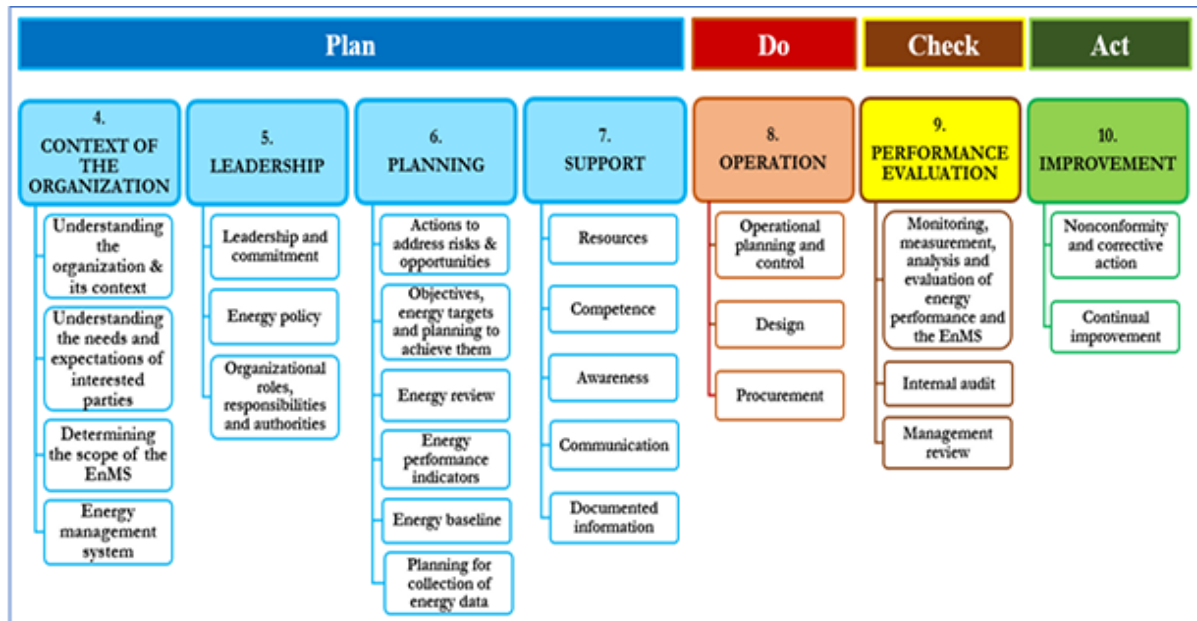 Plan
Do
Check
Act
4.
CONTEXT OF
THE
ORGANIZATION
Understanding
the
organization &
its context
Understanding
the needs and
expectations of
interested
parties
Determining
the scope of the
EnMS
Energy
management
system
5.
LEADERSHIP
Leadership and
commitment
Energy policy
Organizational
roles,
responsibilities
and authorities
6.
PLANNING
Actions to
address risks &
opportunities
Objectives,
energy targets
and planning to
achieve them
Energy review
Energy
performance
indicators
Energy baseline
Planning for
collection of
energy data
7.
SUPPORT
Resources
Competence
Awareness
Communication
Documented
information
8.
OPERATION
Operational
planning and
control
Design
Procurement
9.
PERFORMANCE
EVALUATION
Monitoring,
measurement,
analysis and
evaluation of
energy
performance and
the EnMS
Internal audit
Management
review
10.
IMPROVEMENT
Nonconformity
and corrective
action
Continual
improvement